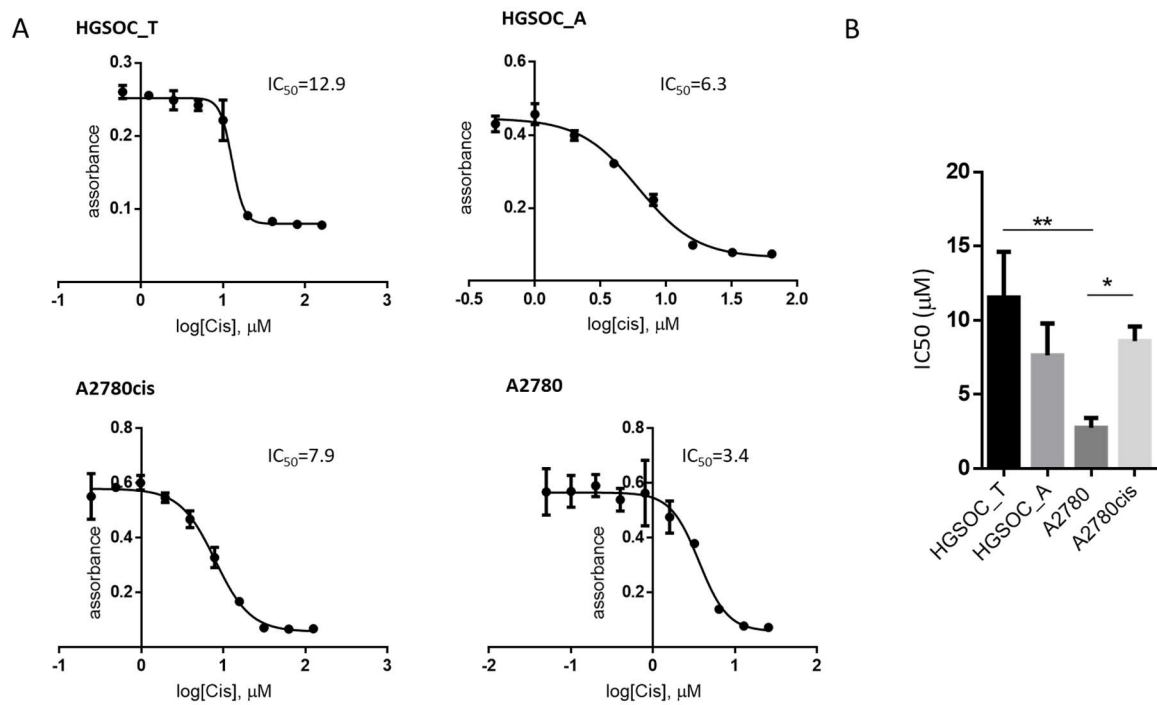 A
HGSOC_T
0.3
0.2
0.1
assorbance
IC50=12.9
-1
0
1
2
3
log[Cis], μM
HGSOC_A
0.6
0.4
0.2
assorbance
IC50=6.3
-0.5
0.0
0.5
1.0
1.5
2.0
log[cis], μM
A2780cis
0.8
0.6
0.4
0.2
assorbance
IC50=7.9
-1
0
1
2
3
log[Cis], μM
A2780
0.8
0.6
0.4
0.2
assorbance
IC50=3.4
-2
-1
0
1
2
log[Cis], μM
B
20
15
10
5
0
IC50 (μM)
**
*
HGSOC_T
HGSOC_A
A2780
A2780cis